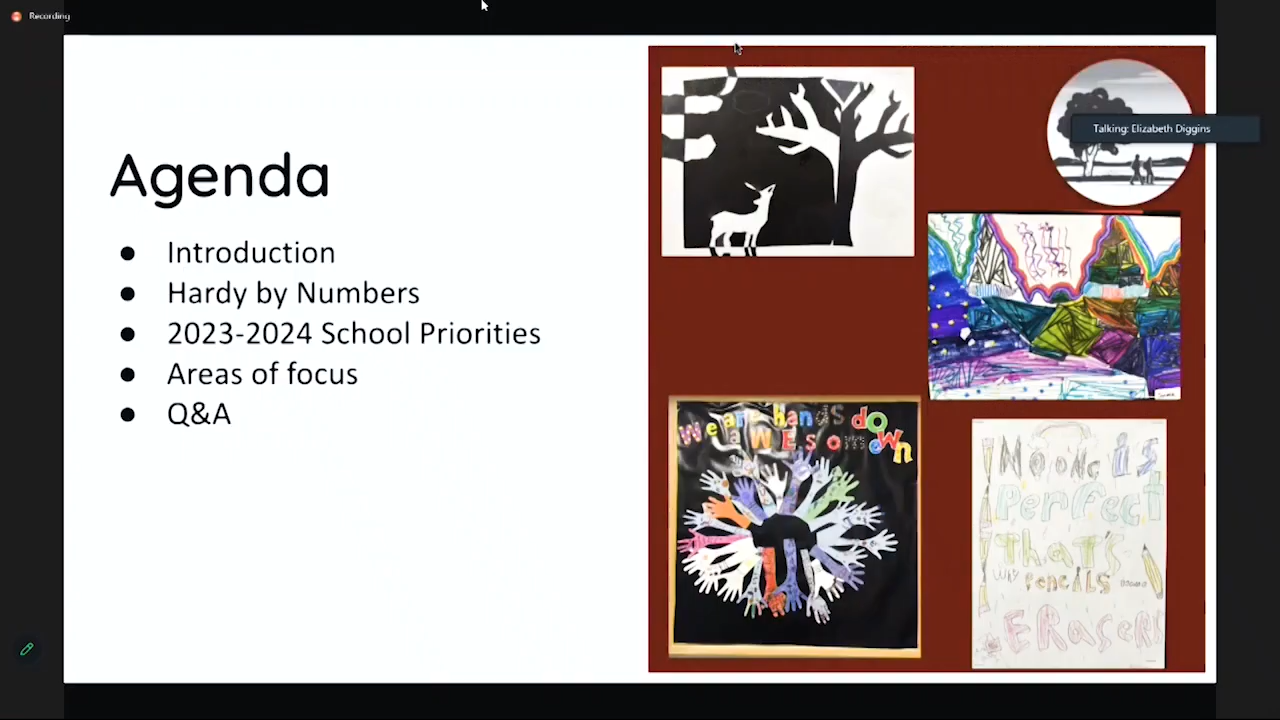 Recording
Talking: Elizabeth Diggins
Agenda
● Introduction
● Hardy by Numbers
● 2023-2024 School Priorities
● Areas of focus
● Q&A
We are hands down
aWESoME
No one is
perfect
that's
why
PENCILS
have
ERasers